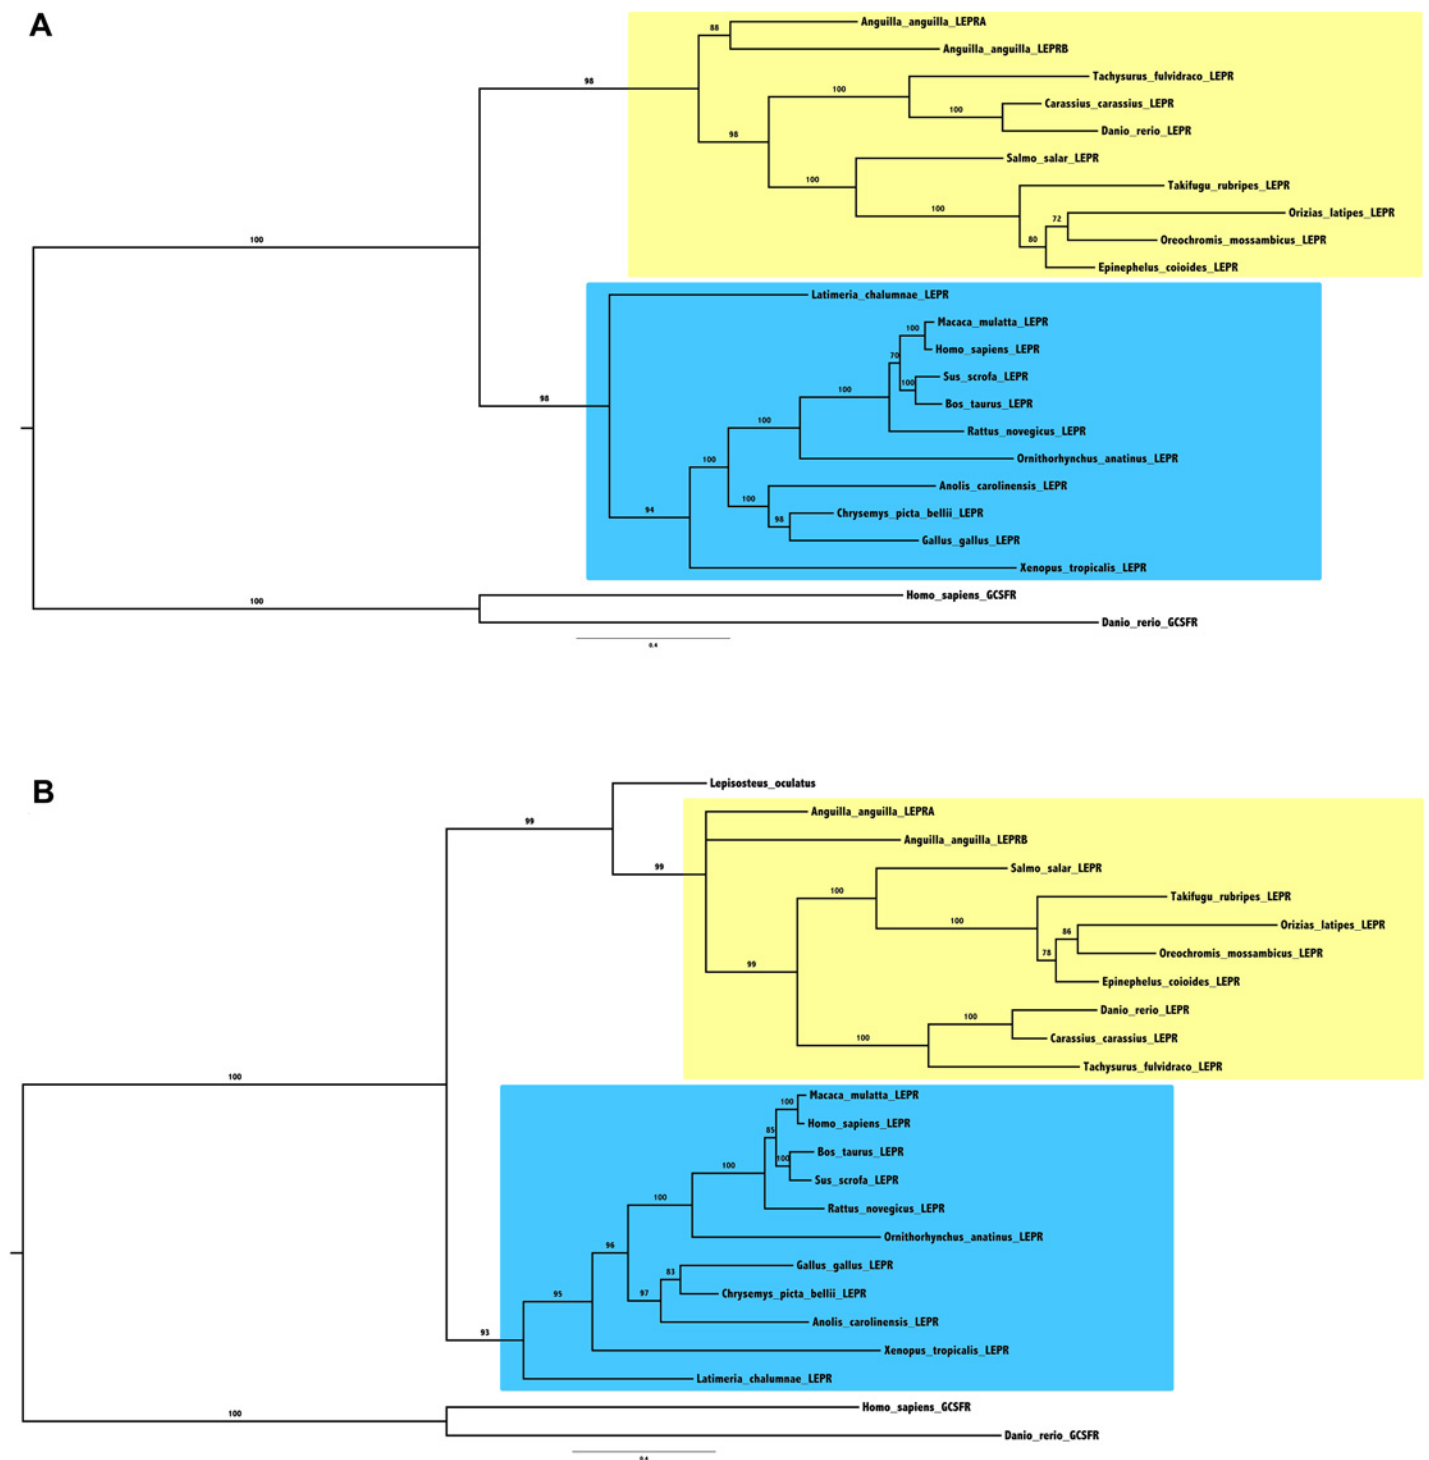 A
Anguilla_anguilla_LEPRA
88
Anguilla_anguilla_LEPRB
98
Tachysurus_fulvidraco_LEPR
100
Carassius_carassius_LEPR
100
Danio_rerio_LEPR
98
Salmo_salar_LEPR
100
Takifugu_rubripes_LEPR
100
Orizias_latipes_LEPR
72
Oreochromis_mossambicus_LEPR
80
100
Epinephelus_coioides_LEPR
Latimeria_chalumnae_LEPR
Macaca_mulatta_LEPR
100
Homo_sapiens_LEPR
70
Sus_scrofa_LEPR
100
100
Bos_taurus_LEPR
98
100
Rattus_novegicus_LEPR
100
Ornithorhynchus_anatinus_LEPR
Anolis_carolinensis_LEPR
100
94
Chrysemys_picta_bellii_LEPR
98
Gallus_gallus_LEPR
Xenopus_tropicalis_LEPR
100
Homo_sapiens_GCSFR
Danio_rerio_GCSFR
0.4
B
Lepisosteus_oculatus
99
Anguilla_anguilla_LEPRA
Anguilla_anguilla_LEPRB
99
Salmo_salar_LEPR
100
Takifugu_rubripes_LEPR
100
Orizias_latipes_LEPR
86
Oreochromis_mossambicus_LEPR
78
99
Epinephelus_coioides_LEPR
Danio_rerio_LEPR
100
100
Carassius_carassius_LEPR
Tachysurus_fulvidraco_LEPR
100
Macaca_mulatta_LEPR
100
Homo_sapiens_LEPR
85
Bos_taurus_LEPR
100
100
Sus_scrofa_LEPR
100
Rattus_novegicus_LEPR
Ornithorhynchus_anatinus_LEPR
96
Gallus_gallus_LEPR
83
97
95
Chrysemys_picta_bellii_LEPR
Anolis_carolinensis_LEPR
93
Xenopus_tropicalis_LEPR
Latimeria_chalumnae_LEPR
100
Homo_sapiens_GCSFR
Danio_rerio_GCSFR